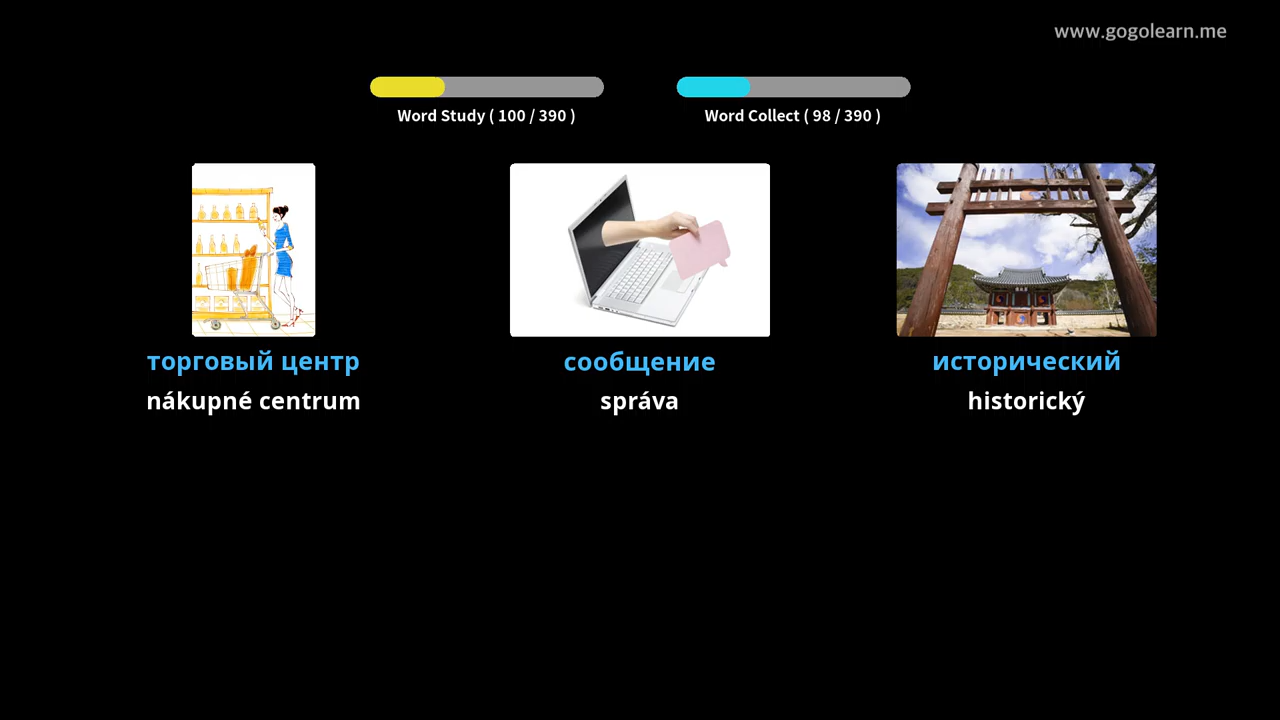 www.gogolearn.me
Word Study ( 100 / 390 )
Word Collect ( 98 / 390 )
торговый центр
сообщение
исторический
nákupné centrum
správa
historický